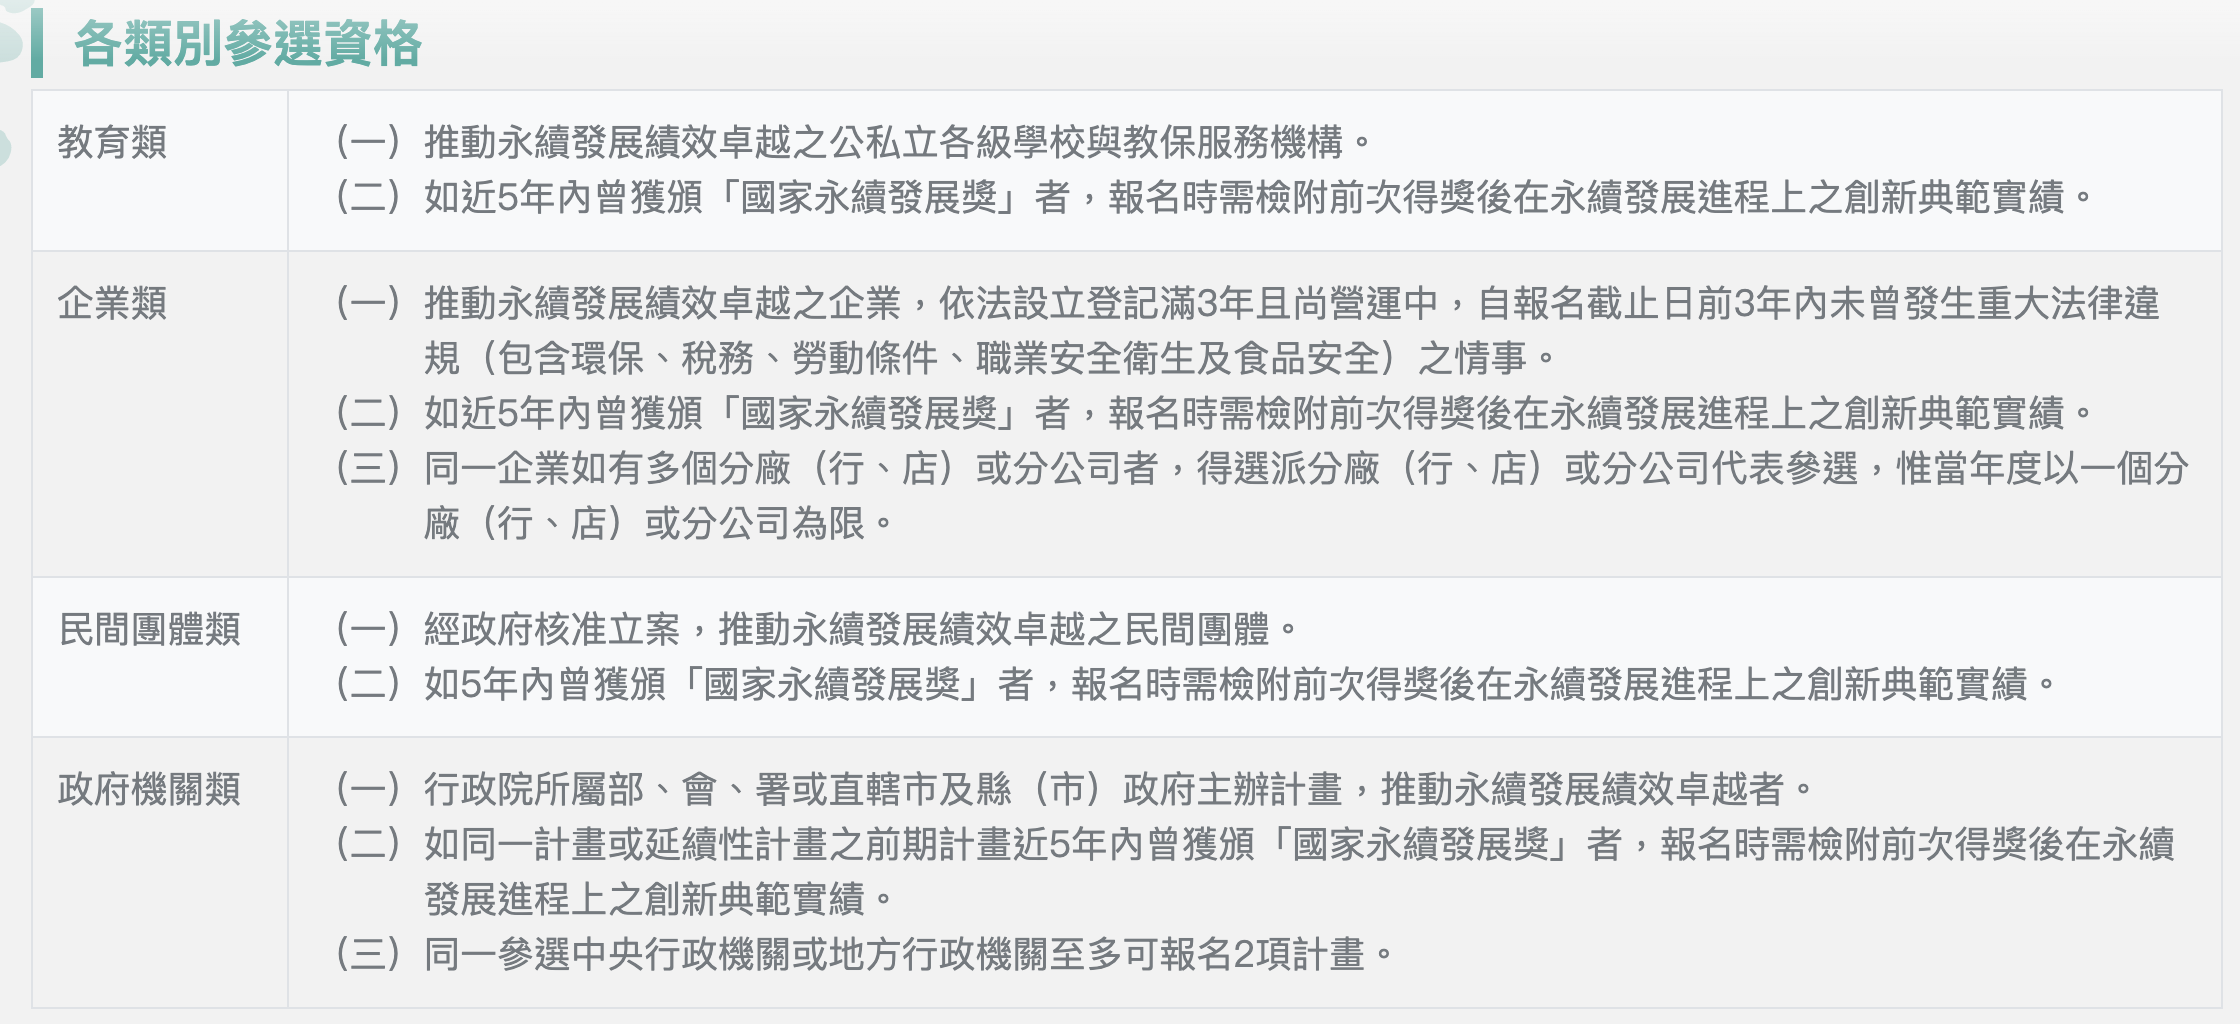 各類別參選資格
教育類
（一）推動永續發展績效卓越之公私立各級學校與教保服務機構。
（二）如近5年內曾獲頒「國家永續發展獎」者，報名時需檢附前次得獎後在永續發展進程上之創新典範實績。
企業類
（一）推動永續發展績效卓越之企業，依法設立登記滿3年且尚營運中，自報名截止日前3年內未曾發生重大法律違
規（包含環保、稅務、勞動條件、職業安全衛生及食品安全）之情事。
（二）如近5年內曾獲頒「國家永續發展獎」者，報名時需檢附前次得獎後在永續發展進程上之創新典範實績。
（三）同一企業如有多個分廠（行、店）或分公司者，得選派分廠（行、店）或分公司代表參選，惟當年度以一個分
廠（行、店）或分公司為限。
民間團體類
（一）經政府核准立案，推動永續發展績效卓越之民間團體。
（二）如5年內曾獲頒「國家永續發展獎」者，報名時需檢附前次得獎後在永續發展進程上之創新典範實績。
政府機關類
（一）行政院所屬部、會、署或直轄市及縣（市）政府主辦計畫，推動永續發展績效卓越者。
（二）如同一計畫或延續性計畫之前期計畫近5年內曾獲頒「國家永續發展獎」者，報名時需檢附前次得獎後在永續
發展進程上之創新典範實績。
（三）同一參選中央行政機關或地方行政機關至多可報名2項計畫。